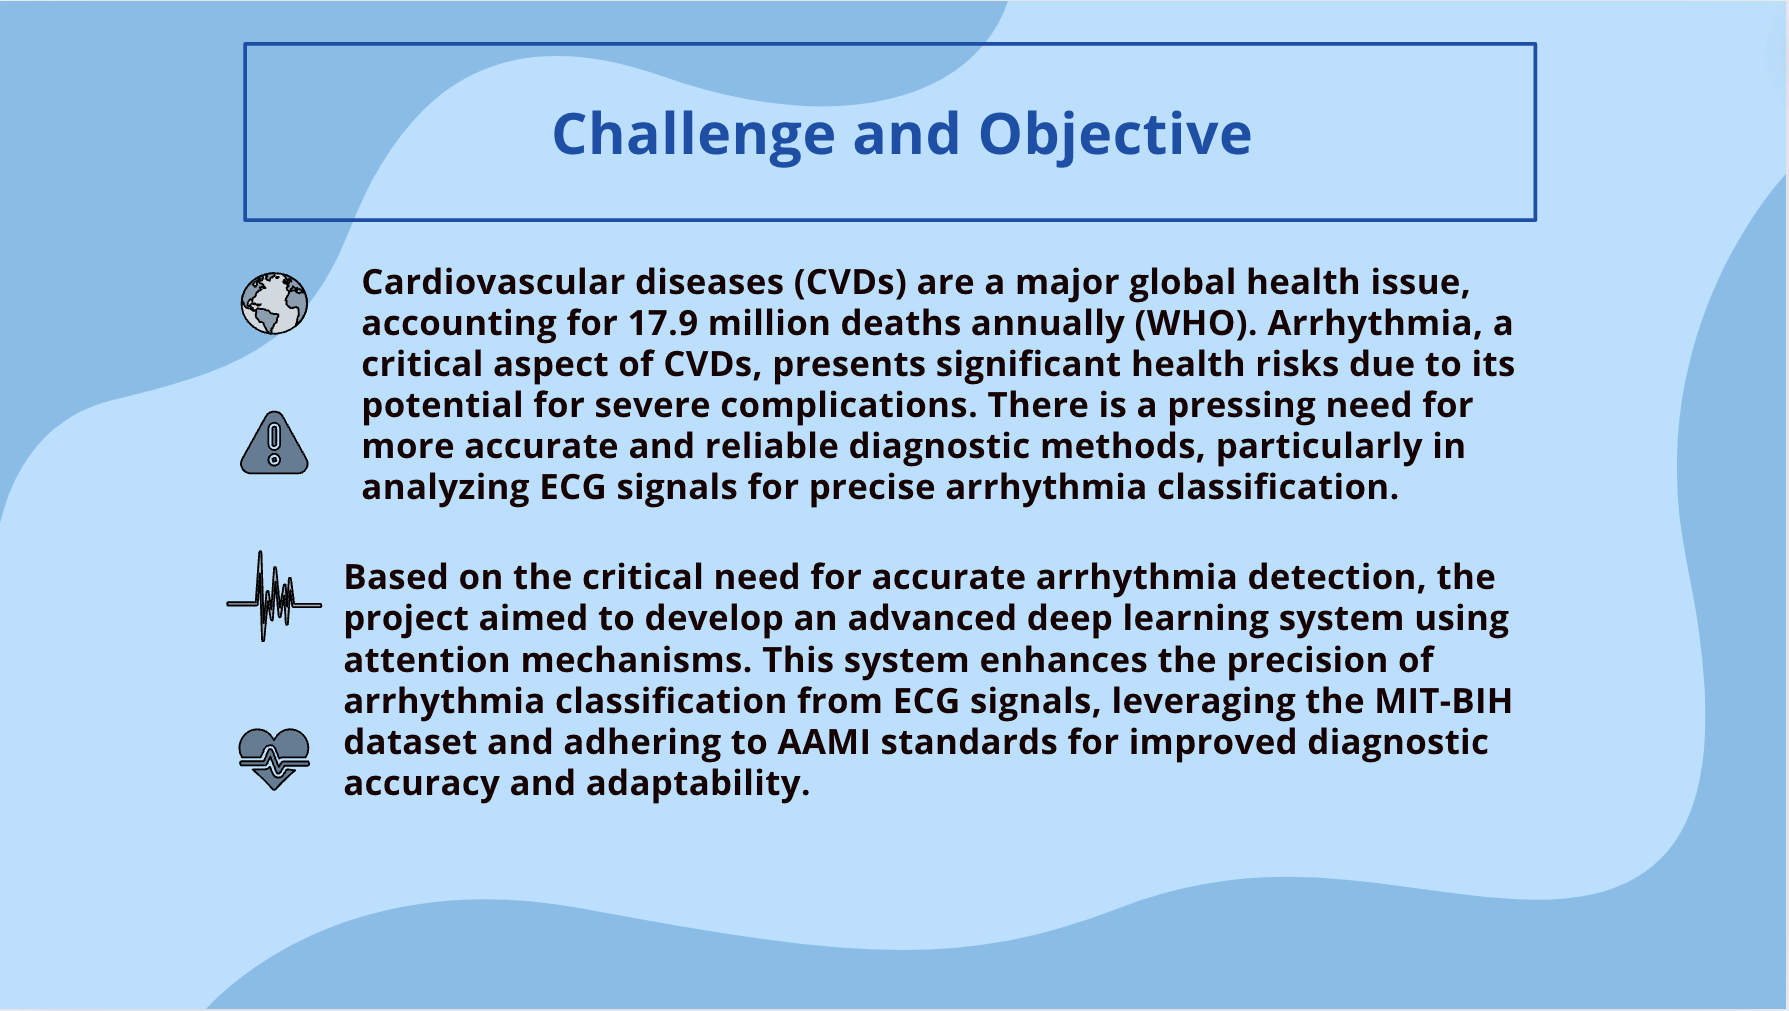 Challenge and Objective
Cardiovascular diseases (CVDs) are a major global health issue,
accounting for 17.9 million deaths annually (WHO). Arrhythmia, a
critical aspect of CVDs, presents significant health risks due to its
potential for severe complications. There is a pressing need for
more accurate and reliable diagnostic methods, particularly in
analyzing ECG signals for precise arrhythmia classification.
Based on the critical need for accurate arrhythmia detection, the
project aimed to develop an advanced deep learning system using
attention mechanisms. This system enhances the precision of
arrhythmia classification from ECG signals, leveraging the MIT-BIH
dataset and adhering to AAMI standards for improved diagnostic
accuracy and adaptability.